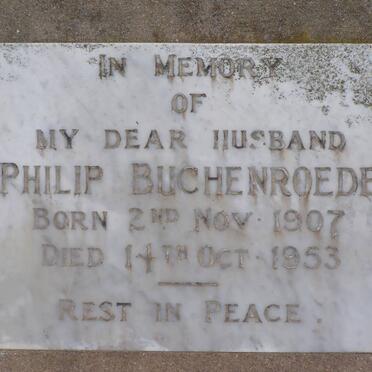 IN MEMORY
OF
MY DEAR HUSBAND
PHILIP BUCHENROEDE
BORN 2ND NOV 1907
DIED 14TH OCT 1953
REST IN PEACE.